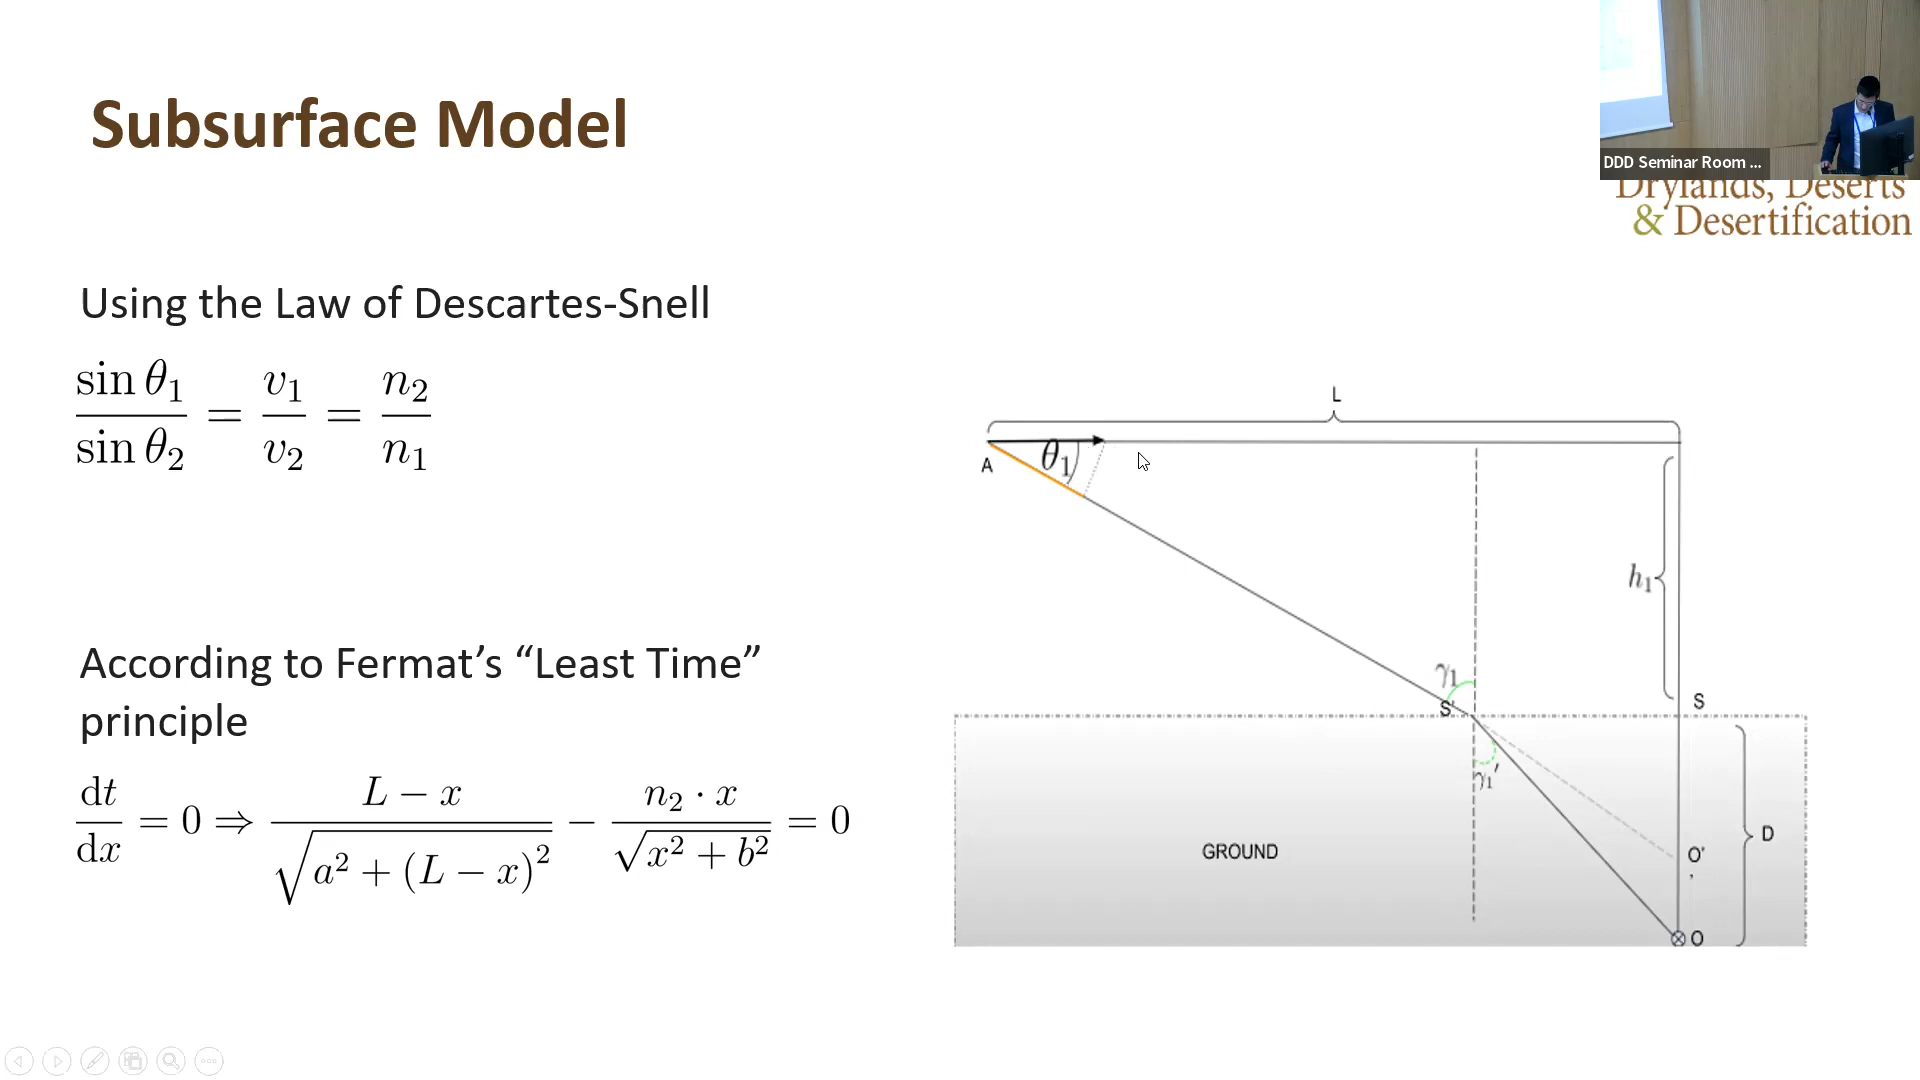 Subsurface Model
DDD Seminar Room ...
Drylands, Deserts
& Desertification
Using the Law of Descartes-Snell
sin θ₁ / sin θ₂ = v₁ / v₂ = n₂ / n₁
According to Fermat’s “Least Time”
principle
dt/dx = 0 ⇒ (L − x) / √(a² + (L − x)²) − (n₂ · x) / √(x² + b²) = 0
L
A
θ₁
h₁
γ₁
S'
S
γ₁'
D
GROUND
O'
,
O